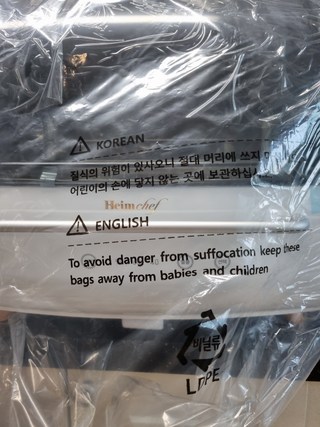 KOREAN
질식의 위험이 있사오니 절대 머리에 쓰지
어린이의 손에 닿지 않는 곳에 보관하십시
Heimchef
ENGLISH
To avoid danger from suffocation keep these
bags away from babies and children
비닐류
LDPE